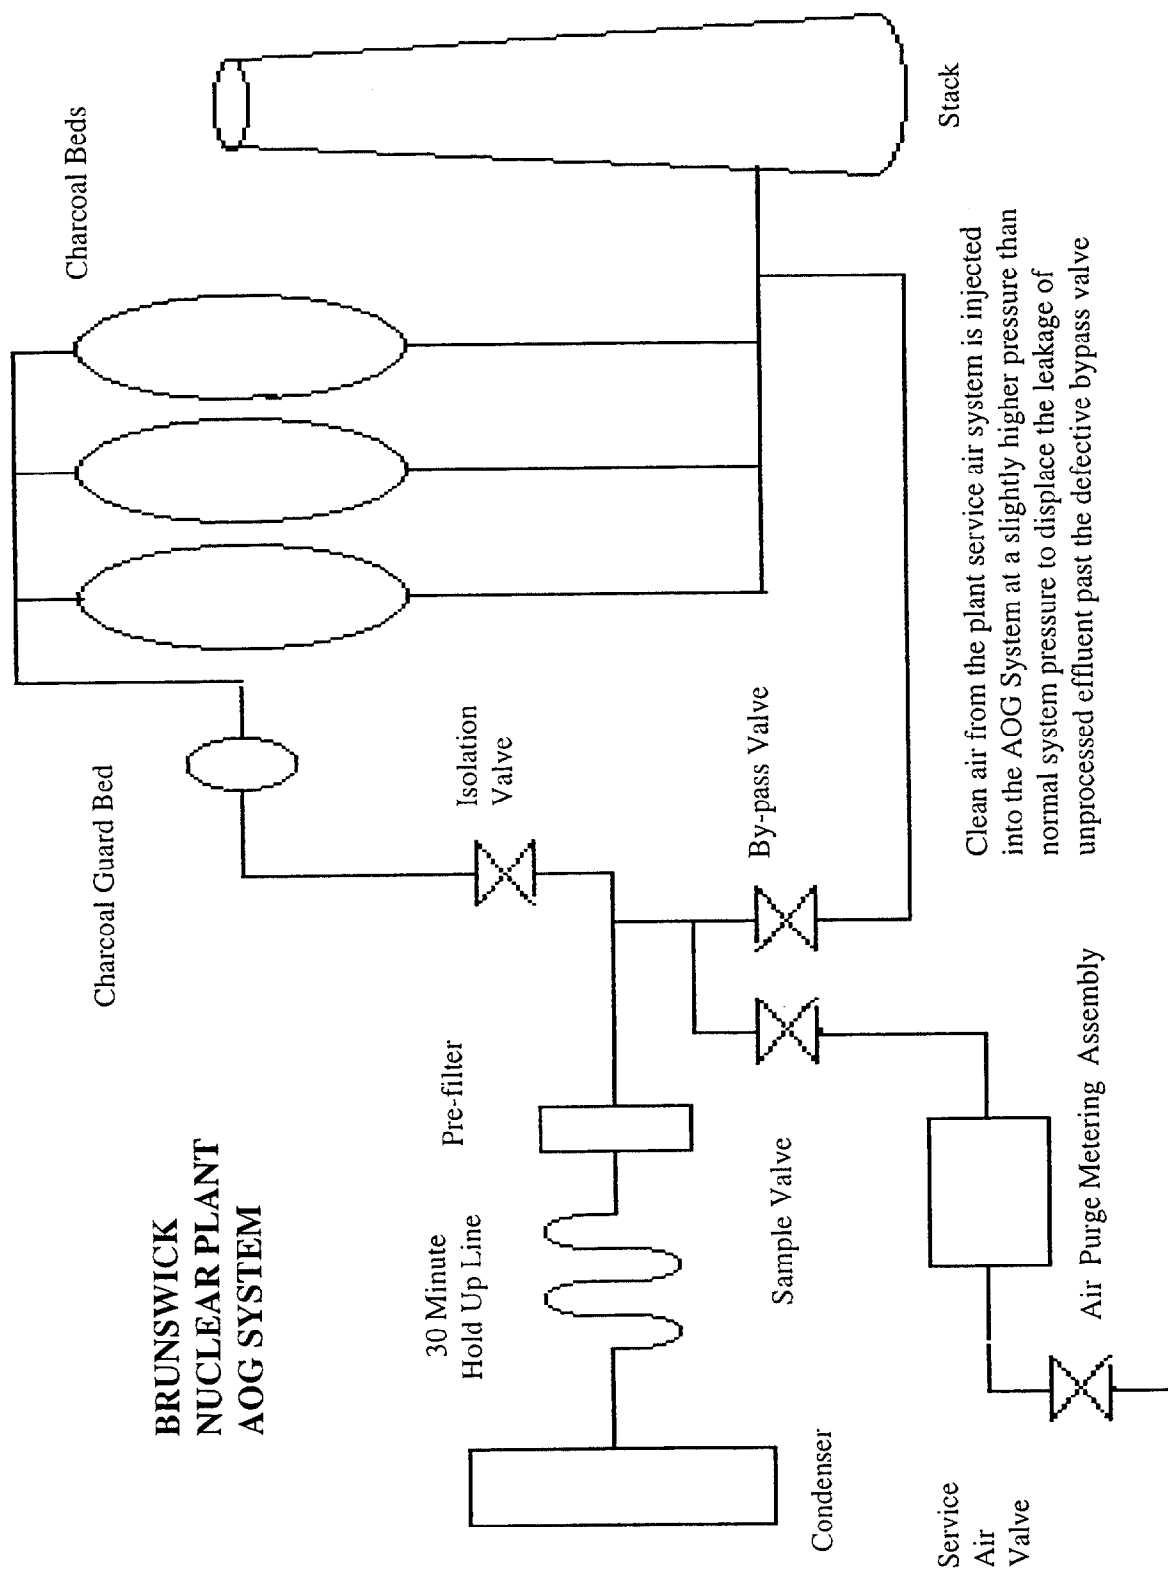 BRUNSWICK
NUCLEAR PLANT
AOG SYSTEM
Charcoal Guard Bed
Charcoal Beds
30 Minute
Hold Up Line
Pre-filter
Isolation
Valve
Condenser
Sample Valve
By-pass Valve
Stack
Service
Air
Valve
Air Purge Metering Assembly
Clean air from the plant service air system is injected
into the AOG System at a slightly higher pressure than
normal system pressure to displace the leakage of
unprocessed effluent past the defective bypass valve